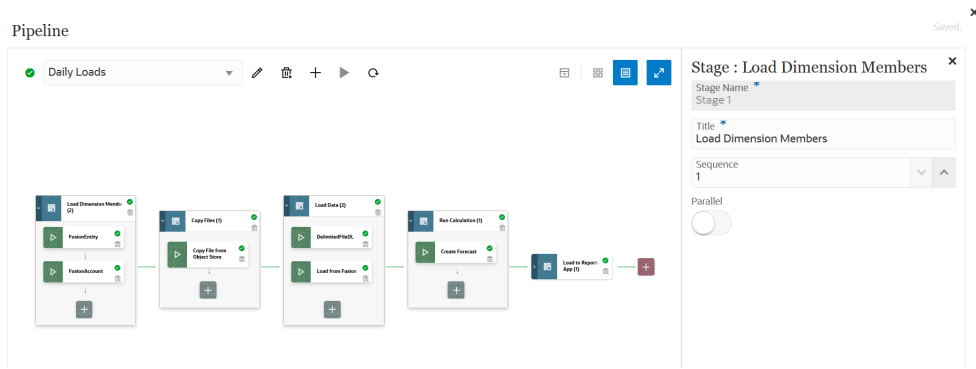 Pipeline
Saved.
Daily Loads
Load Dimension Memb
(2)
FusionEntity
FusionAccount
Copy Files (1)
Copy File from
Object Store
Load Data (2)
DelimitedFileDL
Load from Fusion
Run Calculation (1)
Create Forecast
Load to Report
App (1)
Stage : Load Dimension Members
Stage Name *
Stage 1
Title *
Load Dimension Members
Sequence
1
Parallel